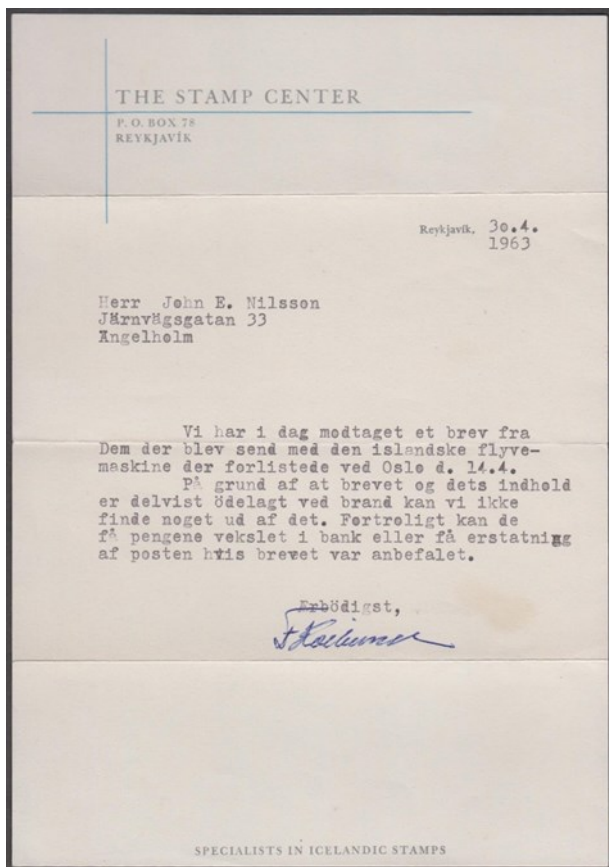 THE STAMP CENTER
P. O. BOX 78
REYKJAVÍK
Reykjavík, 30.4.
1963
Herr John E. Nilsson
Järnvägsgatan 33
Ängelholm
Vi har i dag modtaget et brev fra
Dem der blev send med den islandske flyve-
maskine der forlistede ved Oslo d. 14.4.
På grund af at brevet og dets indhold
er delvist ödelagt ved brand kan vi ikke
finde noget ud af det. Fortroligt kan de
få pengene vekslet i bank eller få erstatning
af posten hvis brevet var anbefalet.
Erbödigst,
SPECIALISTS IN ICELANDIC STAMPS